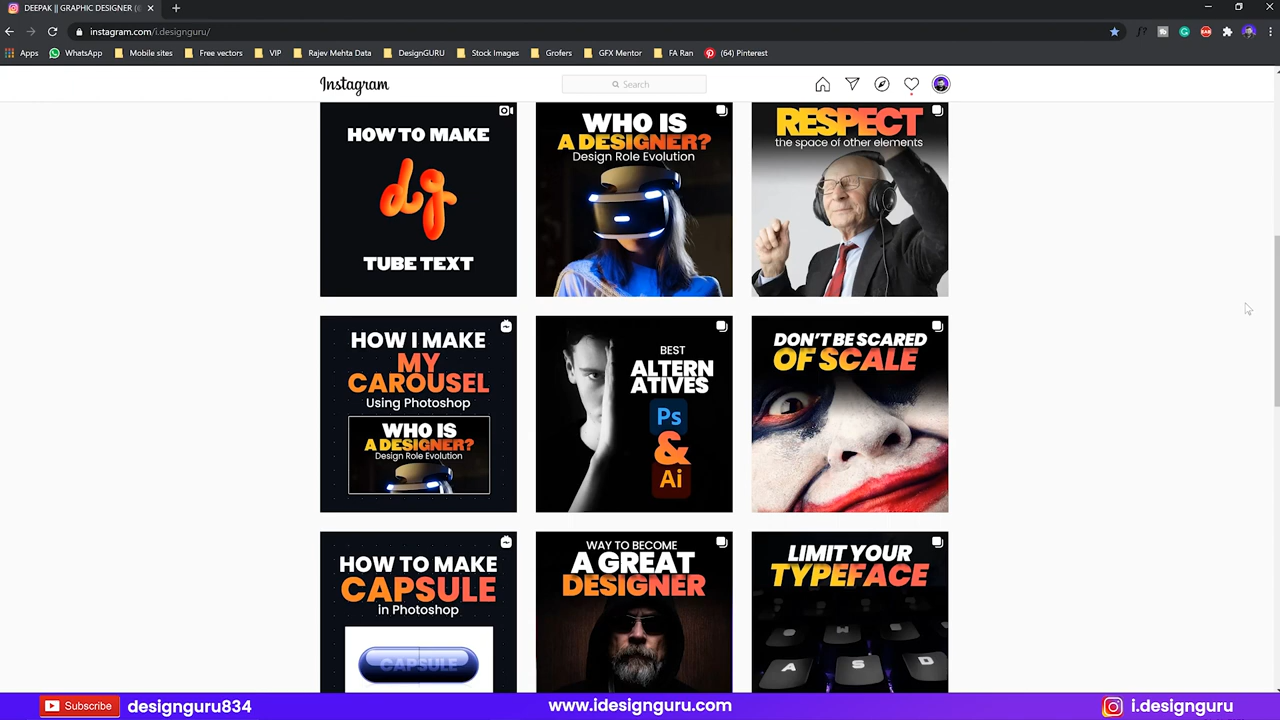 DEEPAK || GRAPHIC DESIGNER (
instagram.com/i.designguru/
Apps
WhatsApp
Mobile sites
Free vectors
VIP
Rajev Mehta Data
DesignGURU
Stock Images
Grofers
GFX Mentor
FA Ran
(64) Pinterest
Instagram
Search
HOW TO MAKE
dg
TUBE TEXT
WHO IS
A DESIGNER?
Design Role Evolution
RESPECT
the space of other elements
HOW I MAKE
MY
CAROUSEL
Using Photoshop
WHO IS
A DESIGNER?
Design Role Evolution
BEST
ALTERN
ATIVES
Ps
&
Ai
DON'T BE SCARED
OF SCALE
HOW TO MAKE
CAPSULE
in Photoshop
CAPSULE
WAY TO BECOME
A GREAT
DESIGNER
LIMIT YOUR
TYPEFACE
Q W E
A S D
Subscribe
designguru834
www.idesignguru.com
i.designguru